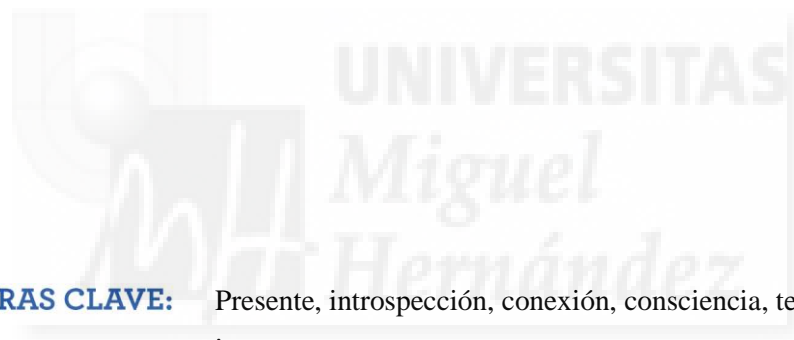 UNIVERSITAS
Miguel
Hernández
RAS CLAVE: Presente, introspección, conexión, consciencia, te